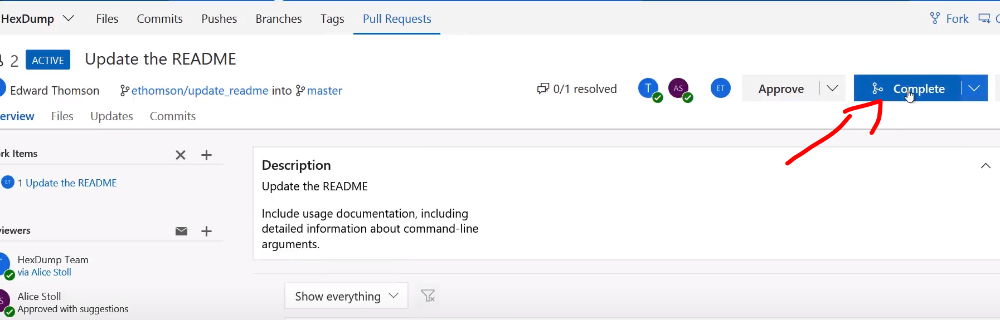 HexDump Files Commits Pushes Branches Tags Pull Requests Fork
2 ACTIVE Update the README
Edward Thomson ethomson/update_readme into master 0/1 resolved T AS ET Approve Complete
erview Files Updates Commits
rk Items
ET 1 Update the README
Description
Update the README
Include usage documentation, including
detailed information about command-line
arguments.
iewers
HexDump Team
via Alice Stoll
Alice Stoll
Approved with suggestions
Show everything